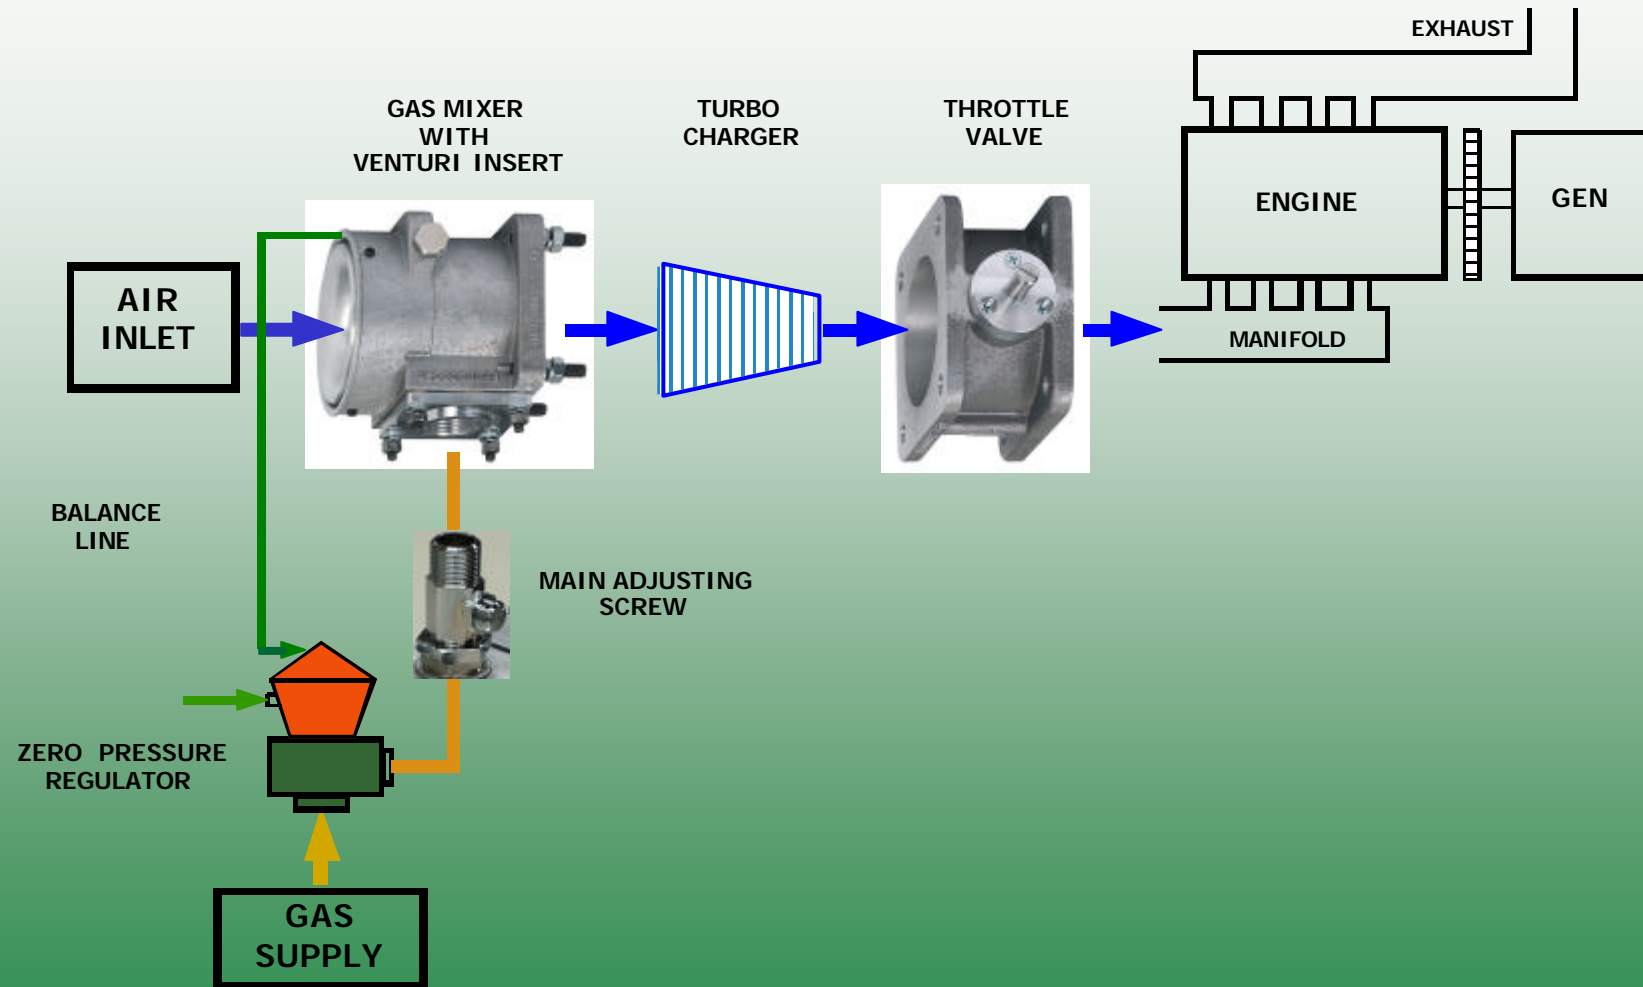 EXHAUST
GAS MIXER
WITH
VENTURI INSERT
TURBO
CHARGER
THROTTLE
VALVE
ENGINE
GEN
AIR
INLET
MANIFOLD
BALANCE
LINE
MAIN ADJUSTING
SCREW
ZERO PRESSURE
REGULATOR
GAS
SUPPLY